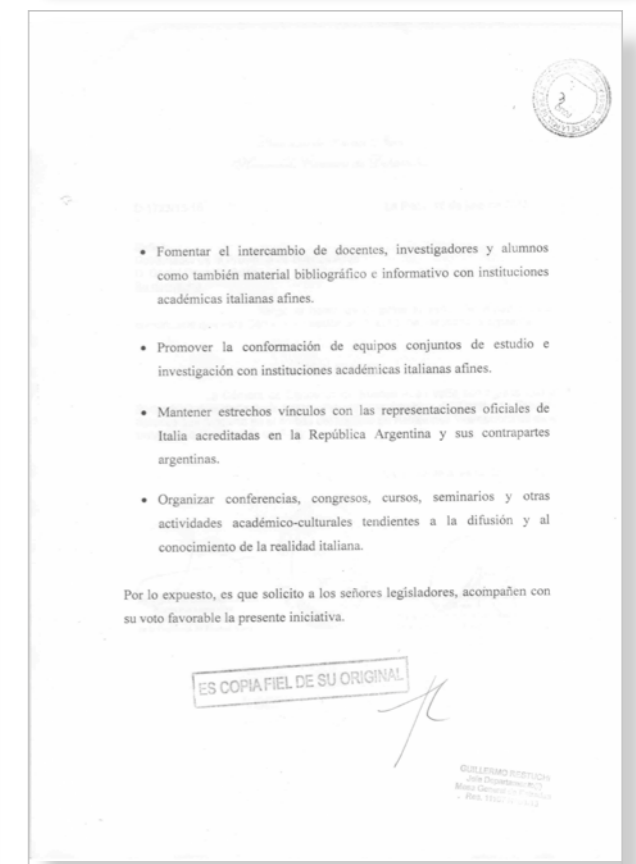 • Fomentar el intercambio de docentes, investigadores y alumnos
como también material bibliográfico e informativo con instituciones
académicas italianas afines.
• Promover la conformación de equipos conjuntos de estudio e
investigación con instituciones académicas italianas afines.
• Mantener estrechos vínculos con las representaciones oficiales de
Italia acreditadas en la República Argentina y sus contrapartes
argentinas.
• Organizar conferencias, congresos, cursos, seminarios y otras
actividades académico-culturales tendientes a la difusión y al
conocimiento de la realidad italiana.
Por lo expuesto, es que solicito a los señores legisladores, acompañen con
su voto favorable la presente iniciativa.
ES COPIA FIEL DE SU ORIGINAL
GUILLERMO